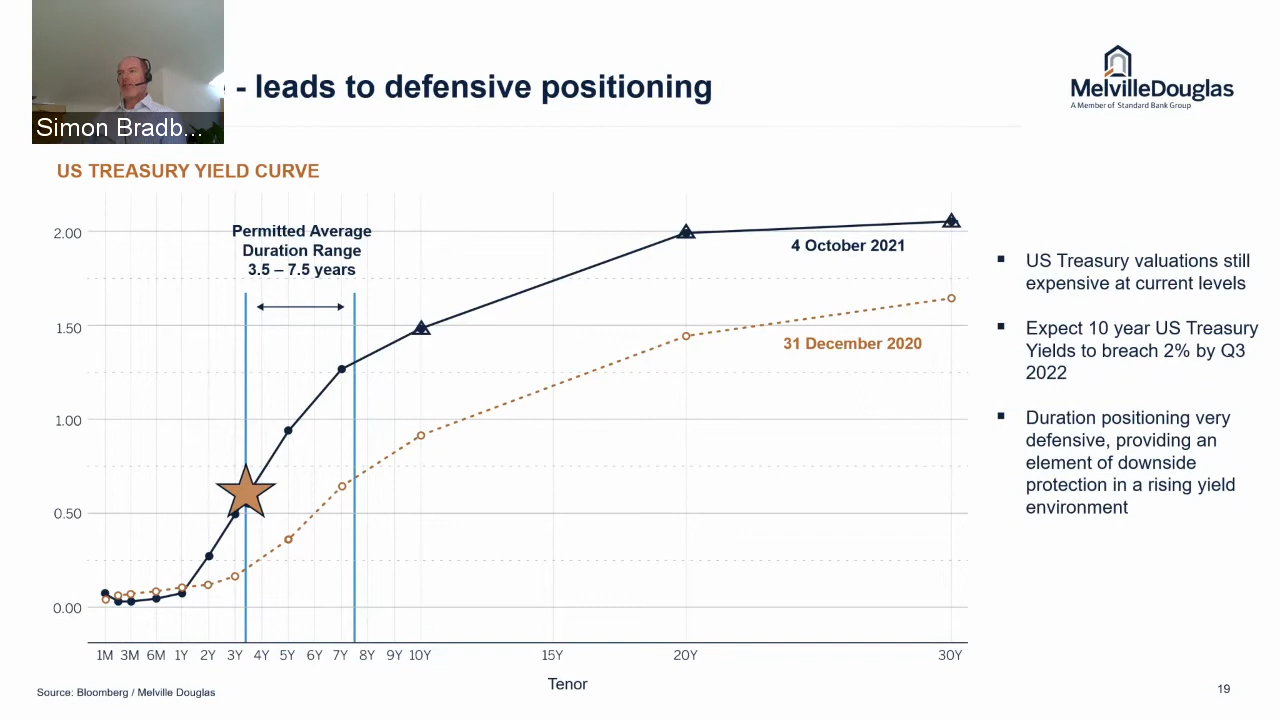 - leads to defensive positioning
MelvilleDouglas
A Member of Standard Bank Group
Simon Bradb...
US TREASURY YIELD CURVE
Permitted Average
Duration Range
3.5 – 7.5 years
2.00
1.50
1.00
0.50
0.00
4 October 2021
31 December 2020
1M 3M 6M 1Y 2Y 3Y 4Y 5Y 6Y 7Y 8Y 9Y 10Y 15Y 20Y 30Y
Tenor
US Treasury valuations still
expensive at current levels
Expect 10 year US Treasury
Yields to breach 2% by Q3
2022
Duration positioning very
defensive, providing an
element of downside
protection in a rising yield
environment
Source: Bloomberg / Melville Douglas
19